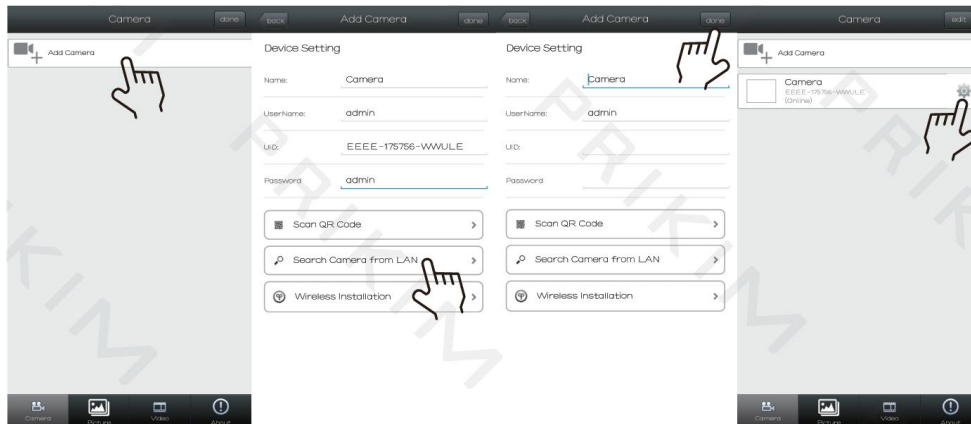 Camera
done
Add Camera
Camera
Picture
Video
About
back
Add Camera
done
Device Setting
Name: Camera
UserName: admin
UID: EEEE-175756-WWULE
Password admin
Scan QR Code
Search Camera from LAN
Wireless Installation
back
Add Camera
done
Device Setting
Name: Camera
UserName: admin
UID:
Password
Scan QR Code
Search Camera from LAN
Wireless Installation
Camera
edit
Add Camera
Camera
EEEE-175756-WWULE
(Online)
Camera
Picture
Video
About
PRIKIM